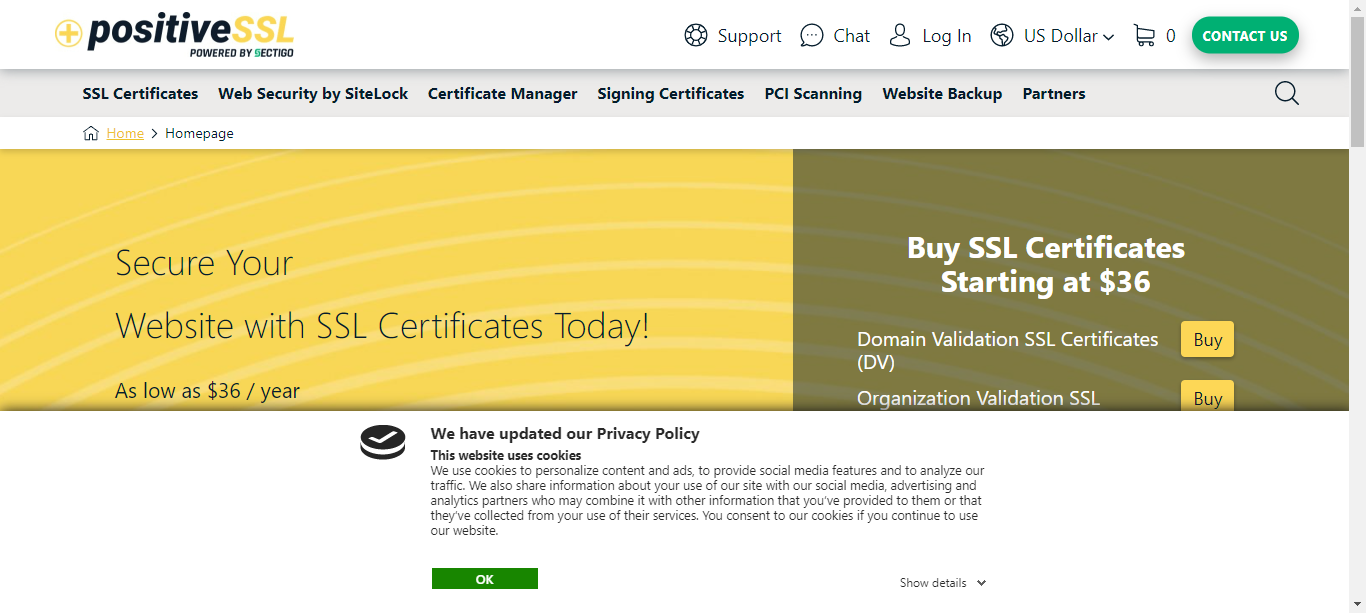 positiveSSL
POWERED BY SECTIGO
Support Chat Log In US Dollar 0 CONTACT US
SSL Certificates Web Security by SiteLock Certificate Manager Signing Certificates PCI Scanning Website Backup Partners
Home Homepage
Secure Your
Website with SSL Certificates Today!
As low as $36 / year
Buy SSL Certificates
Starting at $36
Domain Validation SSL Certificates
(DV)
Buy
Organization Validation SSL
Buy
We have updated our Privacy Policy
This website uses cookies
We use cookies to personalize content and ads, to provide social media features and to analyze our
traffic. We also share information about your use of our site with our social media, advertising and
analytics partners who may combine it with other information that you've provided to them or that
they've collected from your use of their services. You consent to our cookies if you continue to use
our website.
OK
Show details